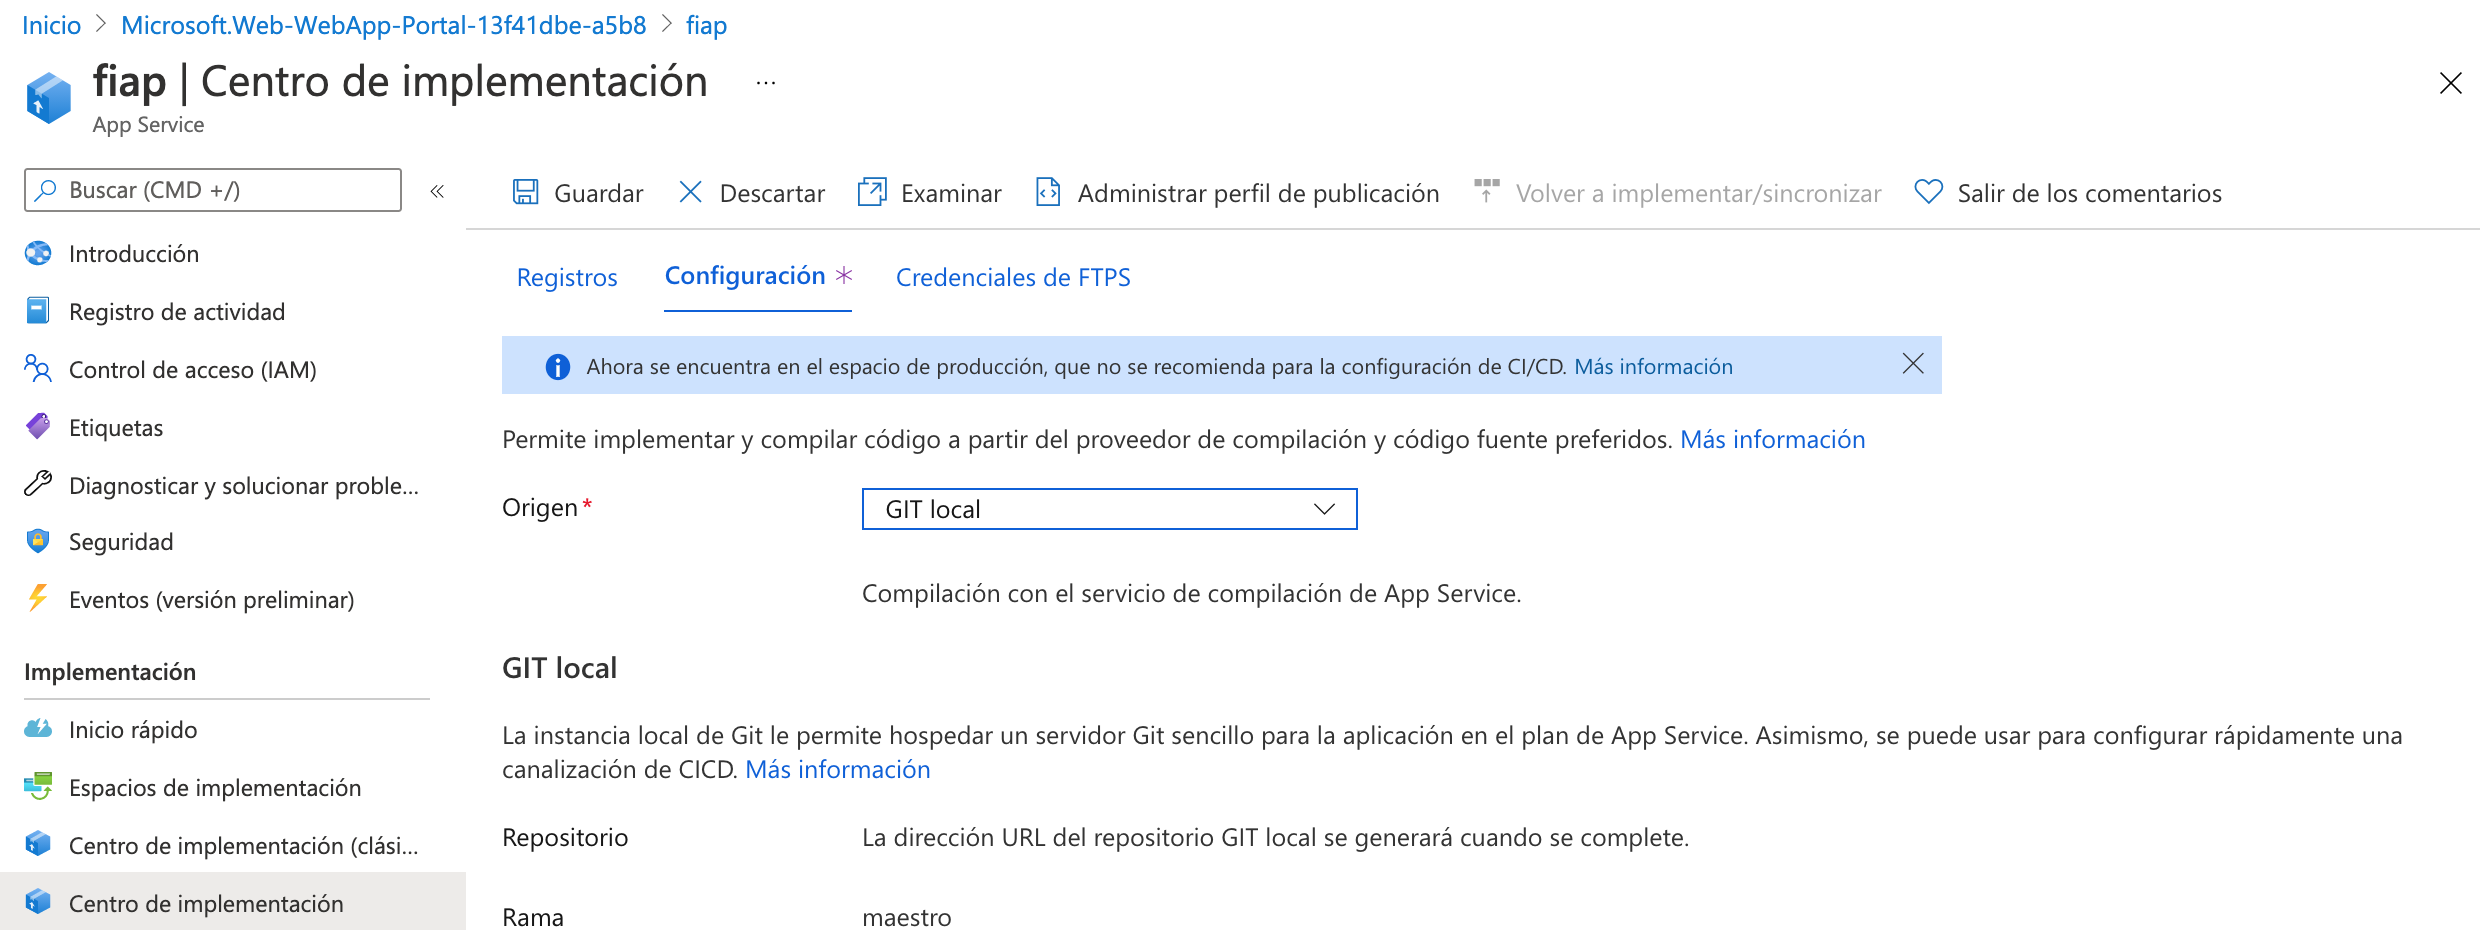 Inicio > Microsoft.Web-WebApp-Portal-13f41dbe-a5b8 > fiap
fiap | Centro de implementación ...
App Service
Buscar (CMD +/)
«
Introducción
Registro de actividad
Control de acceso (IAM)
Etiquetas
Diagnosticar y solucionar proble...
Seguridad
Eventos (versión preliminar)
Implementación
Inicio rápido
Espacios de implementación
Centro de implementación (clási...
Centro de implementación
Guardar Descartar Examinar Administrar perfil de publicación Volver a implementar/sincronizar Salir de los comentarios
Registros Configuración * Credenciales de FTPS
Ahora se encuentra en el espacio de producción, que no se recomienda para la configuración de CI/CD. Más información
Permite implementar y compilar código a partir del proveedor de compilación y código fuente preferidos. Más información
Origen * GIT local
Compilación con el servicio de compilación de App Service.
GIT local
La instancia local de Git le permite hospedar un servidor Git sencillo para la aplicación en el plan de App Service. Asimismo, se puede usar para configurar rápidamente una
canalización de CICD. Más información
Repositorio La dirección URL del repositorio GIT local se generará cuando se complete.
Rama maestro